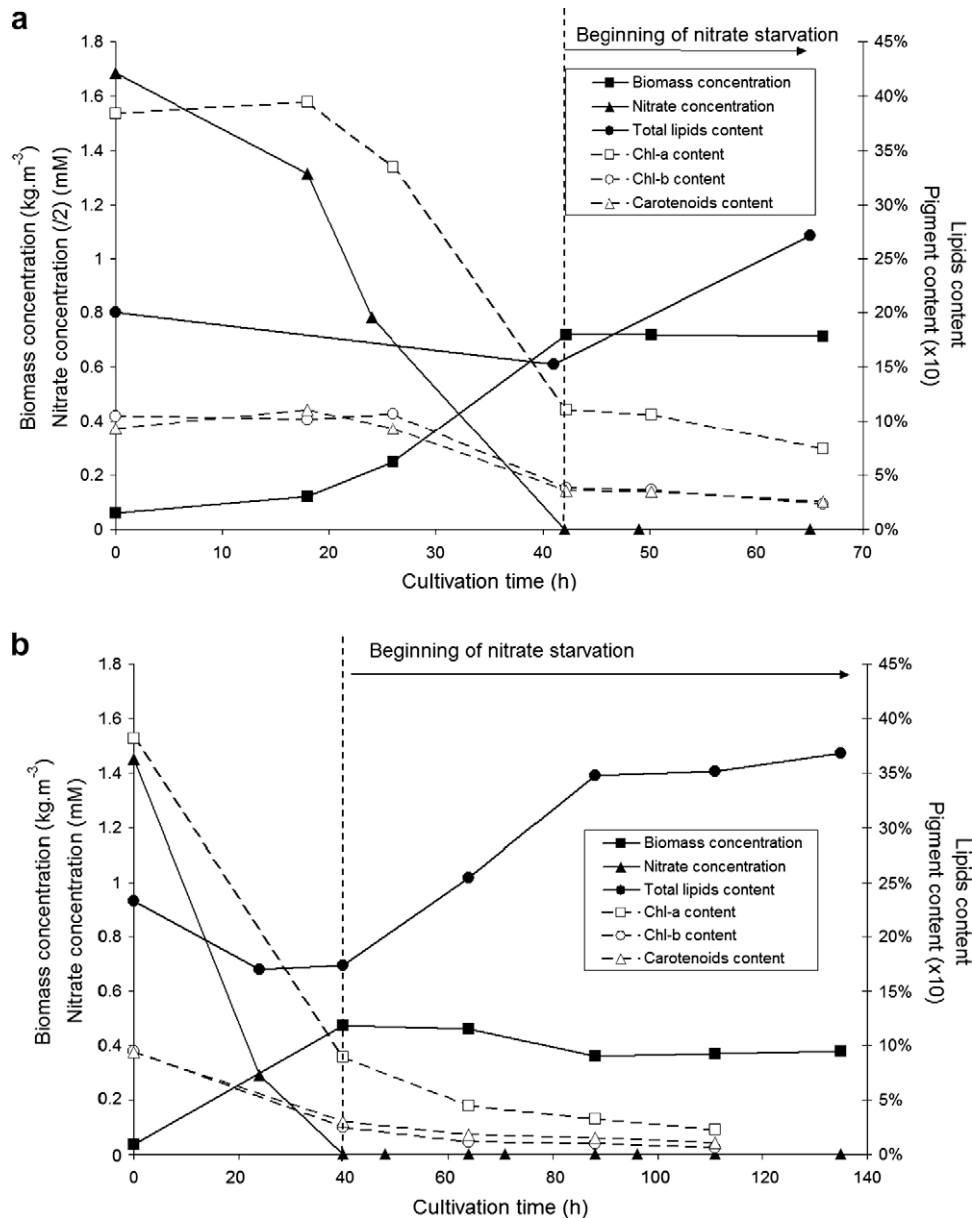 a
Beginning of nitrate starvation
1.8
1.6
1.4
1.2
1
0.8
0.6
0.4
0.2
0
45%
40%
35%
30%
25%
20%
15%
10%
5%
0%
Biomass concentration (kg.m-3)
Nitrate concentration (/2) (mM)
Biomass concentration
Nitrate concentration
Total lipids content
Chl-a content
Chl-b content
Carotenoids content
Lipids content
Pigment content (x10)
0 10 20 30 40 50 60 70
Cultivation time (h)
b
Beginning of nitrate starvation
1.8
1.6
1.4
1.2
1
0.8
0.6
0.4
0.2
0
45%
40%
35%
30%
25%
20%
15%
10%
5%
0%
Biomass concentration (kg.m-3)
Nitrate concentration (mM)
Biomass concentration
Nitrate concentration
Total lipids content
Chl-a content
Chl-b content
Carotenoids content
Lipids content
Pigment content (x10)
0 20 40 60 80 100 120 140
Cultivation time (h)